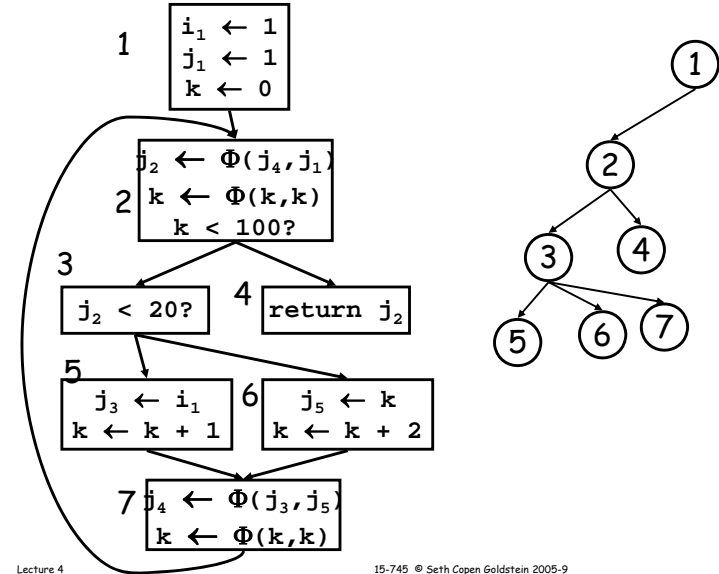 1
i₁ ← 1
j₁ ← 1
k ← 0
2
j₂ ← Φ(j₄,j₁)
k ← Φ(k,k)
k < 100?
3
j₂ < 20?
4
return j₂
5
j₃ ← i₁
k ← k + 1
6
j₅ ← k
k ← k + 2
7
j₄ ← Φ(j₃,j₅)
k ← Φ(k,k)
1
2
3
4
5
6
7
Lecture 4
15-745 © Seth Copen Goldstein 2005-9